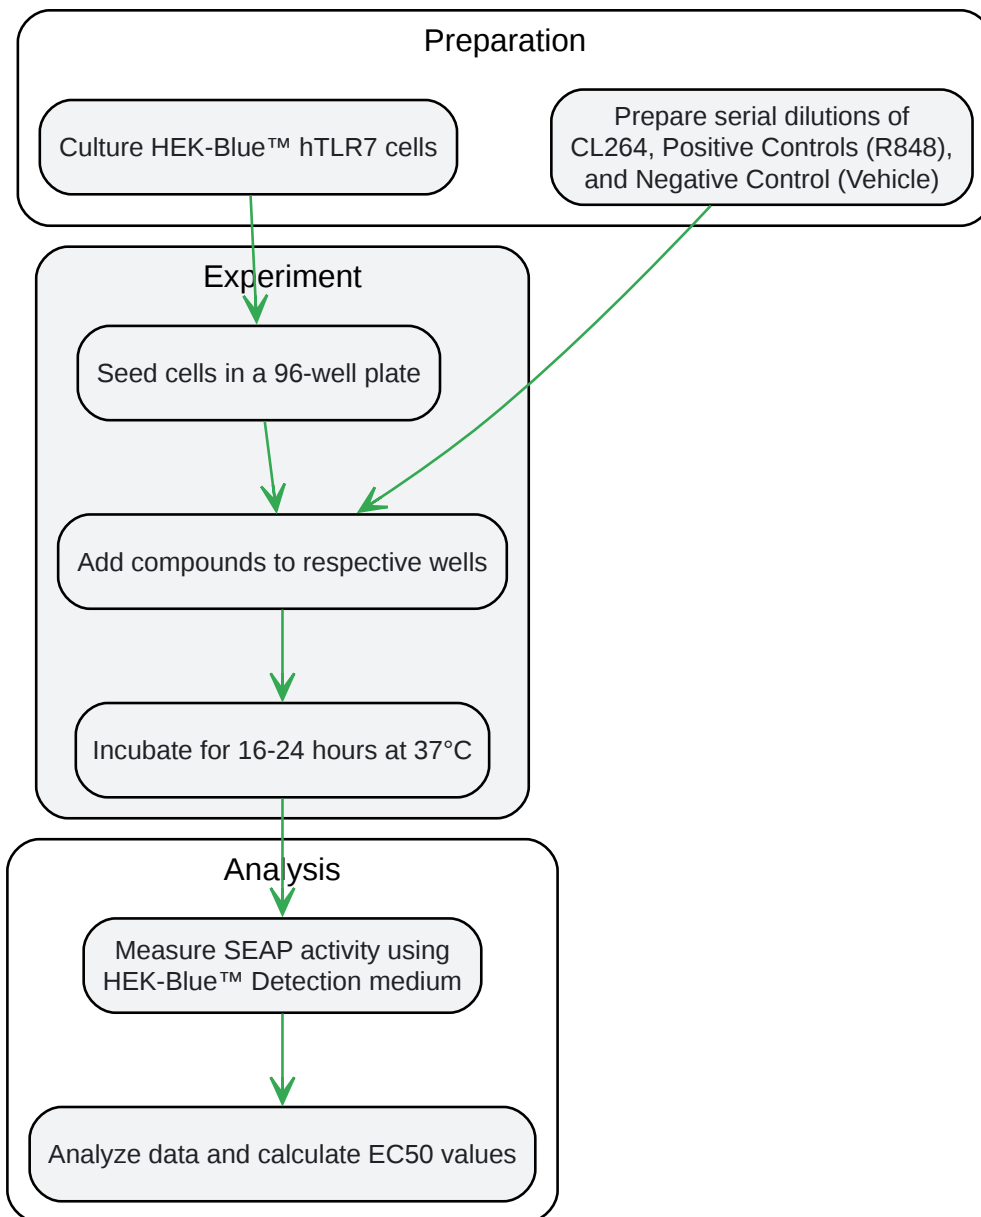 Preparation
Culture HEK-Blue™ hTLR7 cells
Prepare serial dilutions of
CL264, Positive Controls (R848),
and Negative Control (Vehicle)
Experiment
Seed cells in a 96-well plate
Add compounds to respective wells
Incubate for 16-24 hours at 37°C
Analysis
Measure SEAP activity using
HEK-Blue™ Detection medium
Analyze data and calculate EC50 values